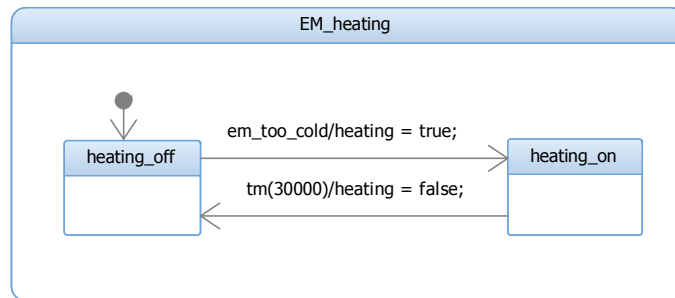 EM_heating
em_too_cold/heating = true;
heating_off
heating_on
tm(30000)/heating = false;